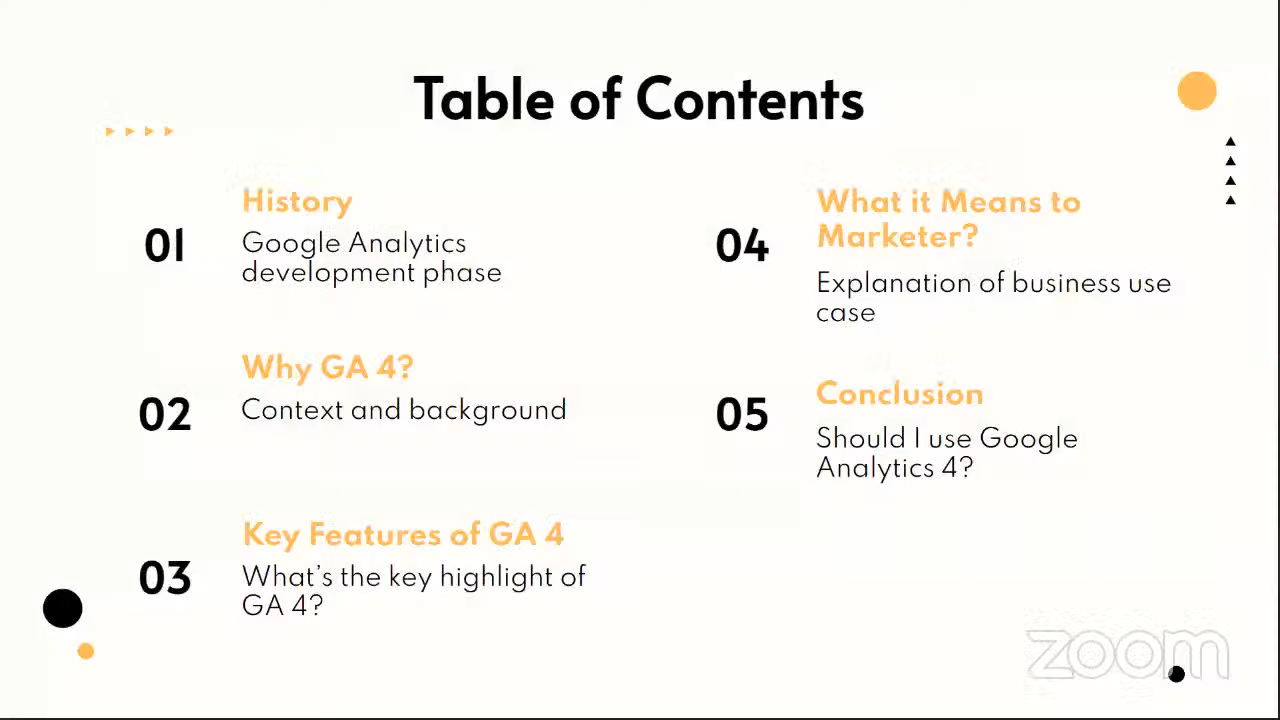 Table of Contents
01
History
Google Analytics
development phase
02
Why GA 4?
Context and background
03
Key Features of GA 4
What's the key highlight of
GA 4?
04
What it Means to
Marketer?
Explanation of business use
case
05
Conclusion
Should I use Google
Analytics 4?
zoom